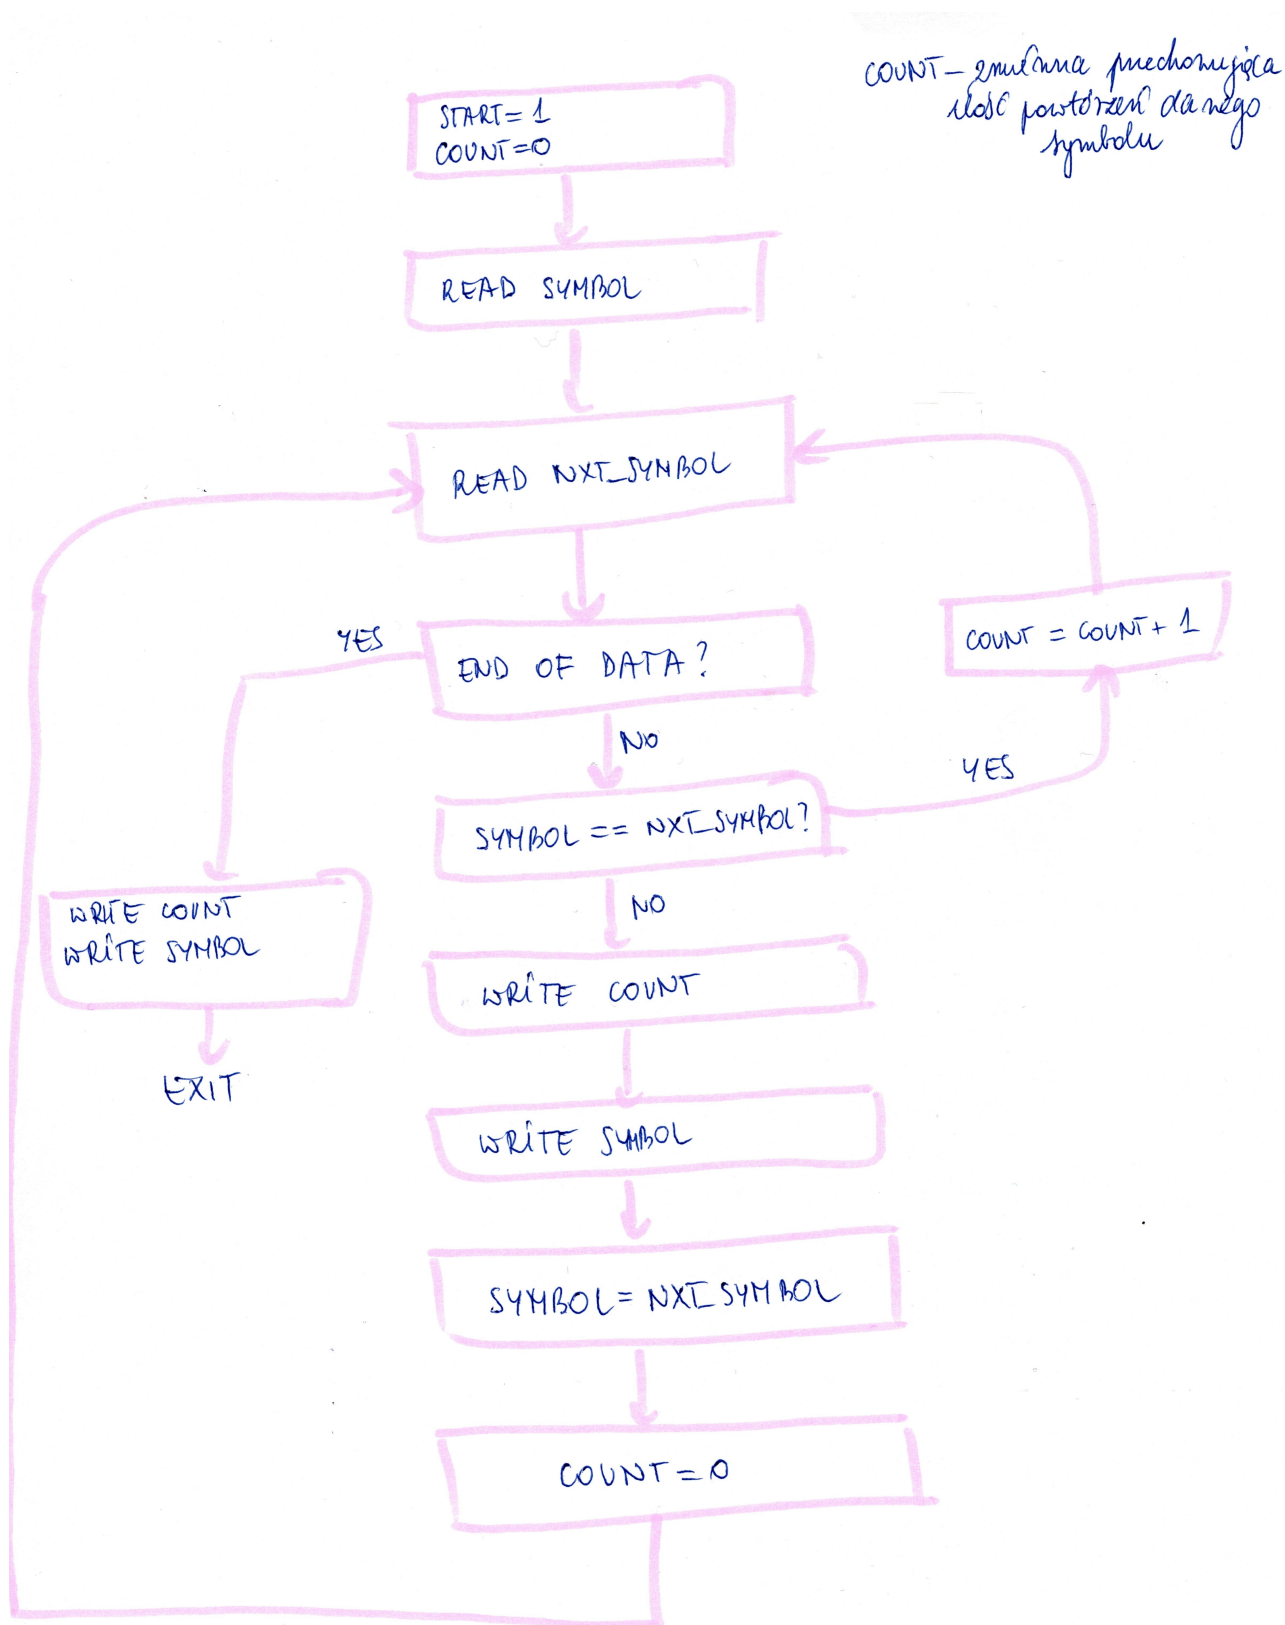 COUNT – zmienna przechowująca
ilość powtórzeń danego
symbolu
START = 1
COUNT = 0
READ SYMBOL
READ NXT_SYMBOL
END OF DATA?
YES
NO
COUNT = COUNT + 1
SYMBOL == NXT_SYMBOL?
YES
NO
WRITE COUNT
WRITE SYMBOL
EXIT
WRITE COUNT
WRITE SYMBOL
SYMBOL = NXT_SYMBOL
COUNT = 0